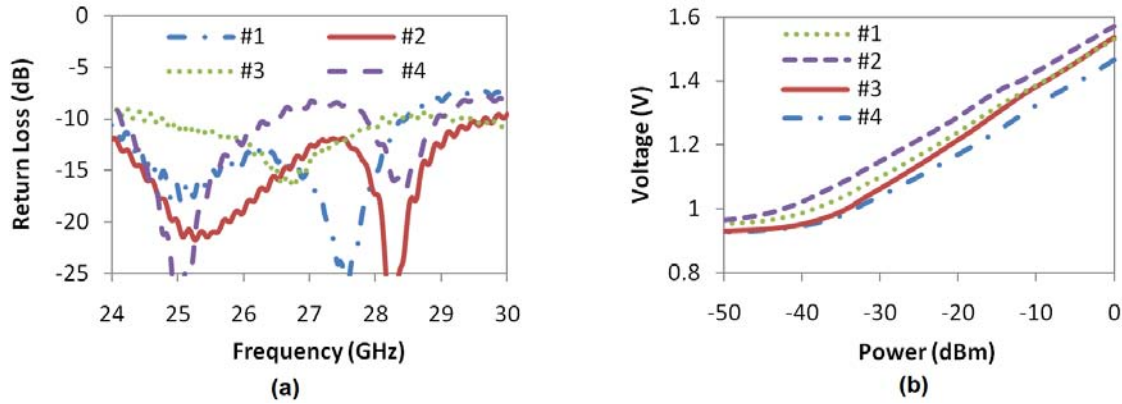 0
-5
-10
-15
-20
-25
Return Loss (dB)
#1
#2
#3
#4
24 25 26 27 28 29 30
Frequency (GHz)
(a)
1.6
1.4
1.2
1
0.8
Voltage (V)
#1
#2
#3
#4
-50 -40 -30 -20 -10 0
Power (dBm)
(b)